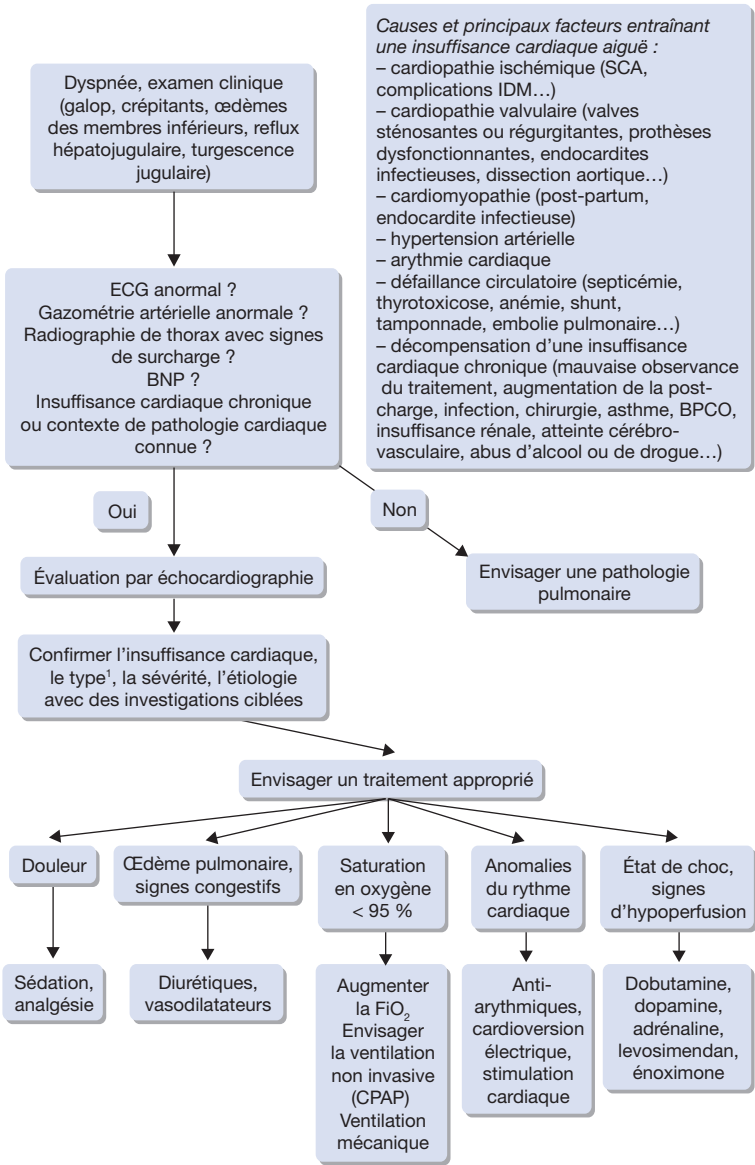 Dyspnée, examen clinique
(galop, crépitants, œdèmes
des membres inférieurs, reflux
hépatojugulaire, turgescence
jugulaire)
Causes et principaux facteurs entraînant
une insuffisance cardiaque aiguë :
– cardiopathie ischémique (SCA,
complications IDM…)
– cardiopathie valvulaire (valves
sténosantes ou régurgitantes, prothèses
dysfonctionnantes, endocardites
infectieuses, dissection aortique…)
– cardiomyopathie (post-partum,
endocardite infectieuse)
– hypertension artérielle
– arythmie cardiaque
– défaillance circulatoire (septicémie,
thyrotoxicose, anémie, shunt,
tamponnade, embolie pulmonaire…)
– décompensation d'une insuffisance
cardiaque chronique (mauvaise observance
du traitement, augmentation de la post-
charge, infection, chirurgie, asthme, BPCO,
insuffisance rénale, atteinte cérébro-
vasculaire, abus d'alcool ou de drogue…)
ECG anormal ?
Gazométrie artérielle anormale ?
Radiographie de thorax avec signes
de surcharge ?
BNP ?
Insuffisance cardiaque chronique
ou contexte de pathologie cardiaque
connue ?
Oui
Non
Évaluation par échocardiographie
Envisager une pathologie
pulmonaire
Confirmer l'insuffisance cardiaque,
le type¹, la sévérité, l'étiologie
avec des investigations ciblées
Envisager un traitement approprié
Douleur
Œdème pulmonaire,
signes congestifs
Saturation
en oxygène
< 95 %
Anomalies
du rythme
cardiaque
État de choc,
signes
d'hypoperfusion
Sédation,
analgésie
Diurétiques,
vasodilatateurs
Augmenter
la FiO₂
Envisager
la ventilation
non invasive
(CPAP)
Ventilation
mécanique
Anti-
arythmiques,
cardioversion
électrique,
stimulation
cardiaque
Dobutamine,
dopamine,
adrénaline,
levosimendan,
énoximone